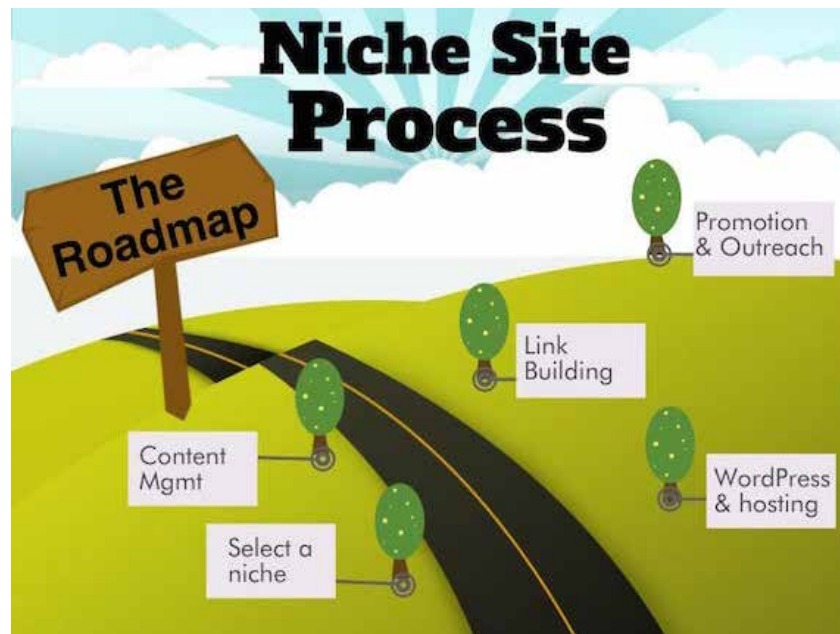 Niche Site
Process
The
Roadmap
Promotion
& Outreach
Link
Building
Content
Mgmt
WordPress
& hosting
Select a
niche